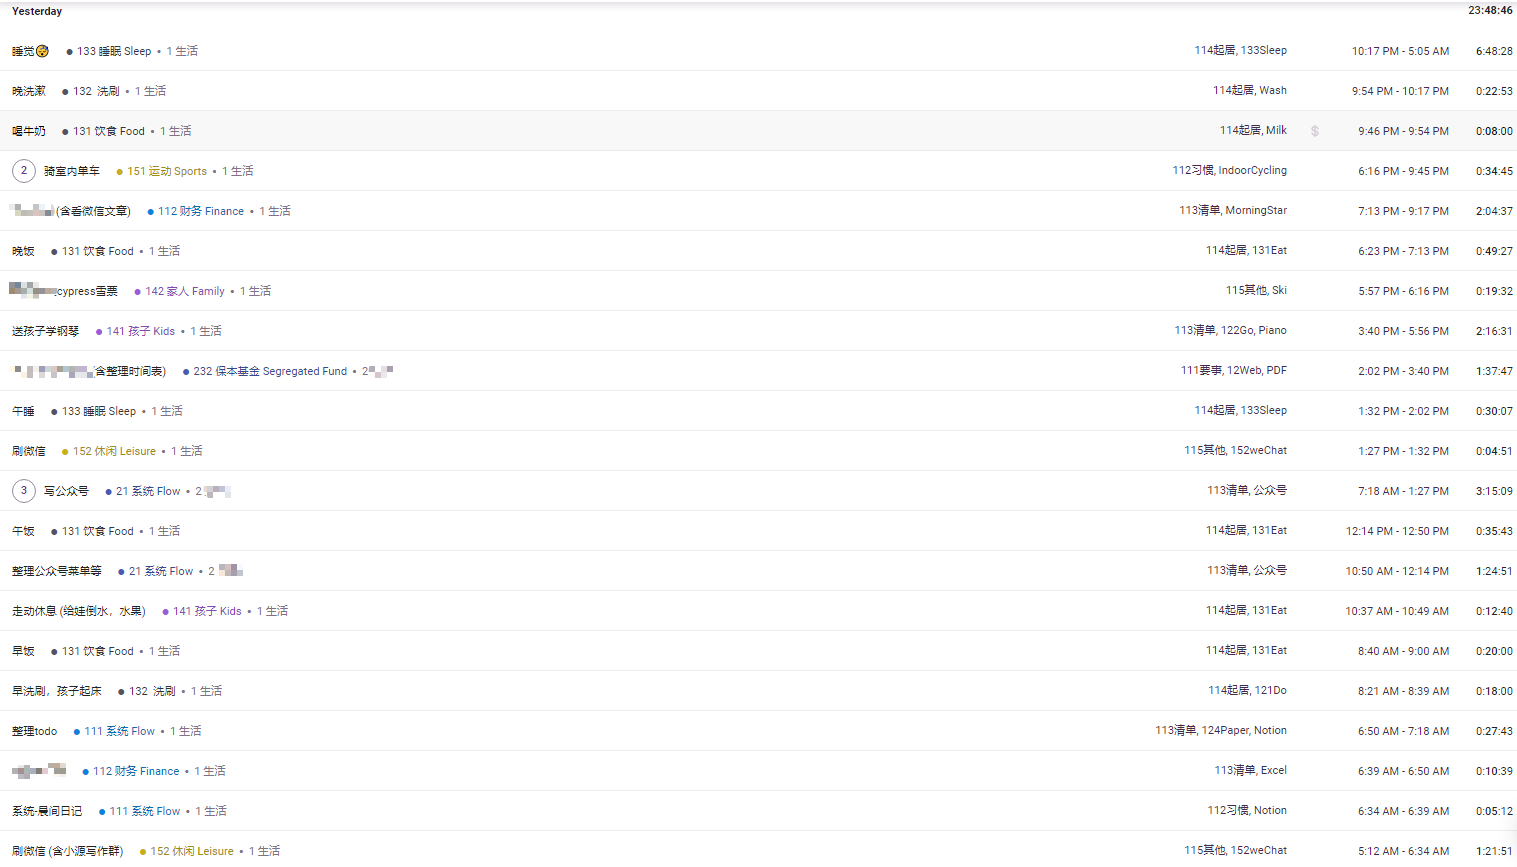 Yesterday 23:48:46
睡觉😴 ● 133 睡眠 Sleep • 1 生活 114起居, 133Sleep 10:17 PM - 5:05 AM 6:48:28
晚洗漱 ● 132 洗刷 • 1 生活 114起居, Wash 9:54 PM - 10:17 PM 0:22:53
喝牛奶 ● 131 饮食 Food • 1 生活 114起居, Milk $ 9:46 PM - 9:54 PM 0:08:00
2 骑室内单车 ● 151 运动 Sports • 1 生活 112习惯, IndoorCycling 6:16 PM - 9:45 PM 0:34:45
(含看微信文章) ● 112 财务 Finance • 1 生活 113清单, MorningStar 7:13 PM - 9:17 PM 2:04:37
晚饭 ● 131 饮食 Food • 1 生活 114起居, 131Eat 6:23 PM - 7:13 PM 0:49:27
cypress雪票 ● 142 家人 Family • 1 生活 115其他, Ski 5:57 PM - 6:16 PM 0:19:32
送孩子学钢琴 ● 141 孩子 Kids • 1 生活 113清单, 122Go, Piano 3:40 PM - 5:56 PM 2:16:31
含整理时间表) ● 232 保本基金 Segregated Fund • 2 111要事, 12Web, PDF 2:02 PM - 3:40 PM 1:37:47
午睡 ● 133 睡眠 Sleep • 1 生活 114起居, 133Sleep 1:32 PM - 2:02 PM 0:30:07
刷微信 ● 152 休闲 Leisure • 1 生活 115其他, 152weChat 1:27 PM - 1:32 PM 0:04:51
3 写公众号 ● 21 系统 Flow • 2 113清单, 公众号 7:18 AM - 1:27 PM 3:15:09
午饭 ● 131 饮食 Food • 1 生活 114起居, 131Eat 12:14 PM - 12:50 PM 0:35:43
整理公众号菜单等 ● 21 系统 Flow • 2 113清单, 公众号 10:50 AM - 12:14 PM 1:24:51
走动休息 (给娃倒水，水果) ● 141 孩子 Kids • 1 生活 114起居, 131Eat 10:37 AM - 10:49 AM 0:12:40
早饭 ● 131 饮食 Food • 1 生活 114起居, 131Eat 8:40 AM - 9:00 AM 0:20:00
早洗刷，孩子起床 ● 132 洗刷 • 1 生活 114起居, 121Do 8:21 AM - 8:39 AM 0:18:00
整理todo ● 111 系统 Flow • 1 生活 113清单, 124Paper, Notion 6:50 AM - 7:18 AM 0:27:43
● 112 财务 Finance • 1 生活 113清单, Excel 6:39 AM - 6:50 AM 0:10:39
系统-晨间日记 ● 111 系统 Flow • 1 生活 112习惯, Notion 6:34 AM - 6:39 AM 0:05:12
刷微信 (含小源写作群) ● 152 休闲 Leisure • 1 生活 115其他, 152weChat 5:12 AM - 6:34 AM 1:21:51